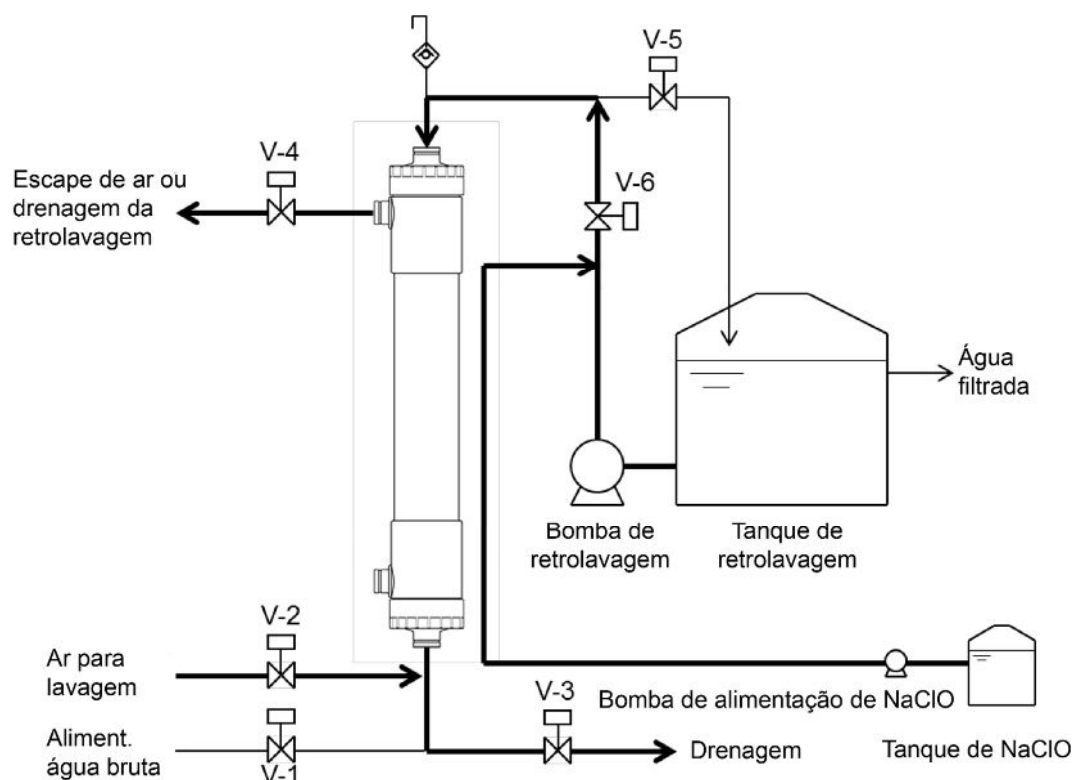 V-5
V-4
V-6
Escape de ar ou
drenagem da
retrolavagem
Água
filtrada
Bomba de
retrolavagem
Tanque de
retrolavagem
V-2
Ar para
lavagem
V-3
Bomba de alimentação de NaClO
Aliment.
água bruta
V-1
Drenagem
Tanque de NaClO